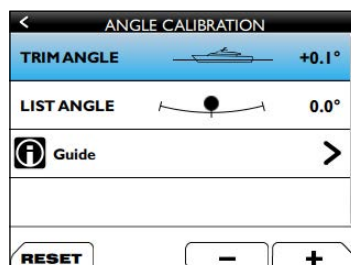 < ANGLE CALIBRATION
TRIM ANGLE +0.1°
LIST ANGLE 0.0°
Guide >
RESET − +